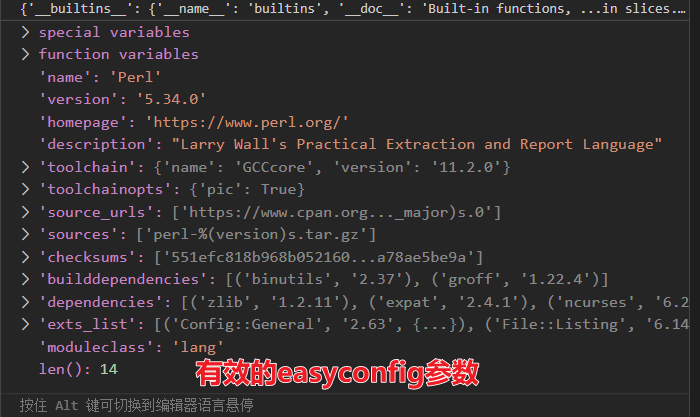 {'__builtins__': {'__name__': 'builtins', '__doc__': 'Built-in functions, ...in slices.…
> special variables
> function variables
'name': 'Perl'
'version': '5.34.0'
'homepage': 'https://www.perl.org/'
'description': "Larry Wall's Practical Extraction and Report Language"
> 'toolchain': {'name': 'GCCcore', 'version': '11.2.0'}
> 'toolchainopts': {'pic': True}
> 'source_urls': ['https://www.cpan.org..._major)s.0']
> 'sources': ['perl-%(version)s.tar.gz']
> 'checksums': ['551efc818b968b052160...a78ae5be9a']
> 'builddependencies': [('binutils', '2.37'), ('groff', '1.22.4')]
> 'dependencies': [('zlib', '1.2.11'), ('expat', '2.4.1'), ('ncurses', '6.2
> 'exts_list': [('Config::General', '2.63', {...}), ('File::Listing', '6.14
'moduleclass': 'lang'
len(): 14
有效的easyconfig参数
按住 Alt 键可切换到编辑器语言悬停